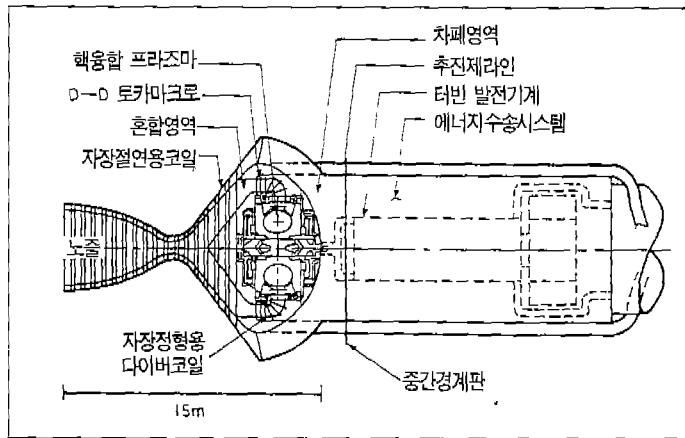 핵융합 프라즈마
D-D 토카마크로
혼합영역
자장절연용코일
차폐영역
추진제라인
터빈 발전기계
에너지수송시스템
노즐
자장정형용
다이버코일
중간경계판
15m